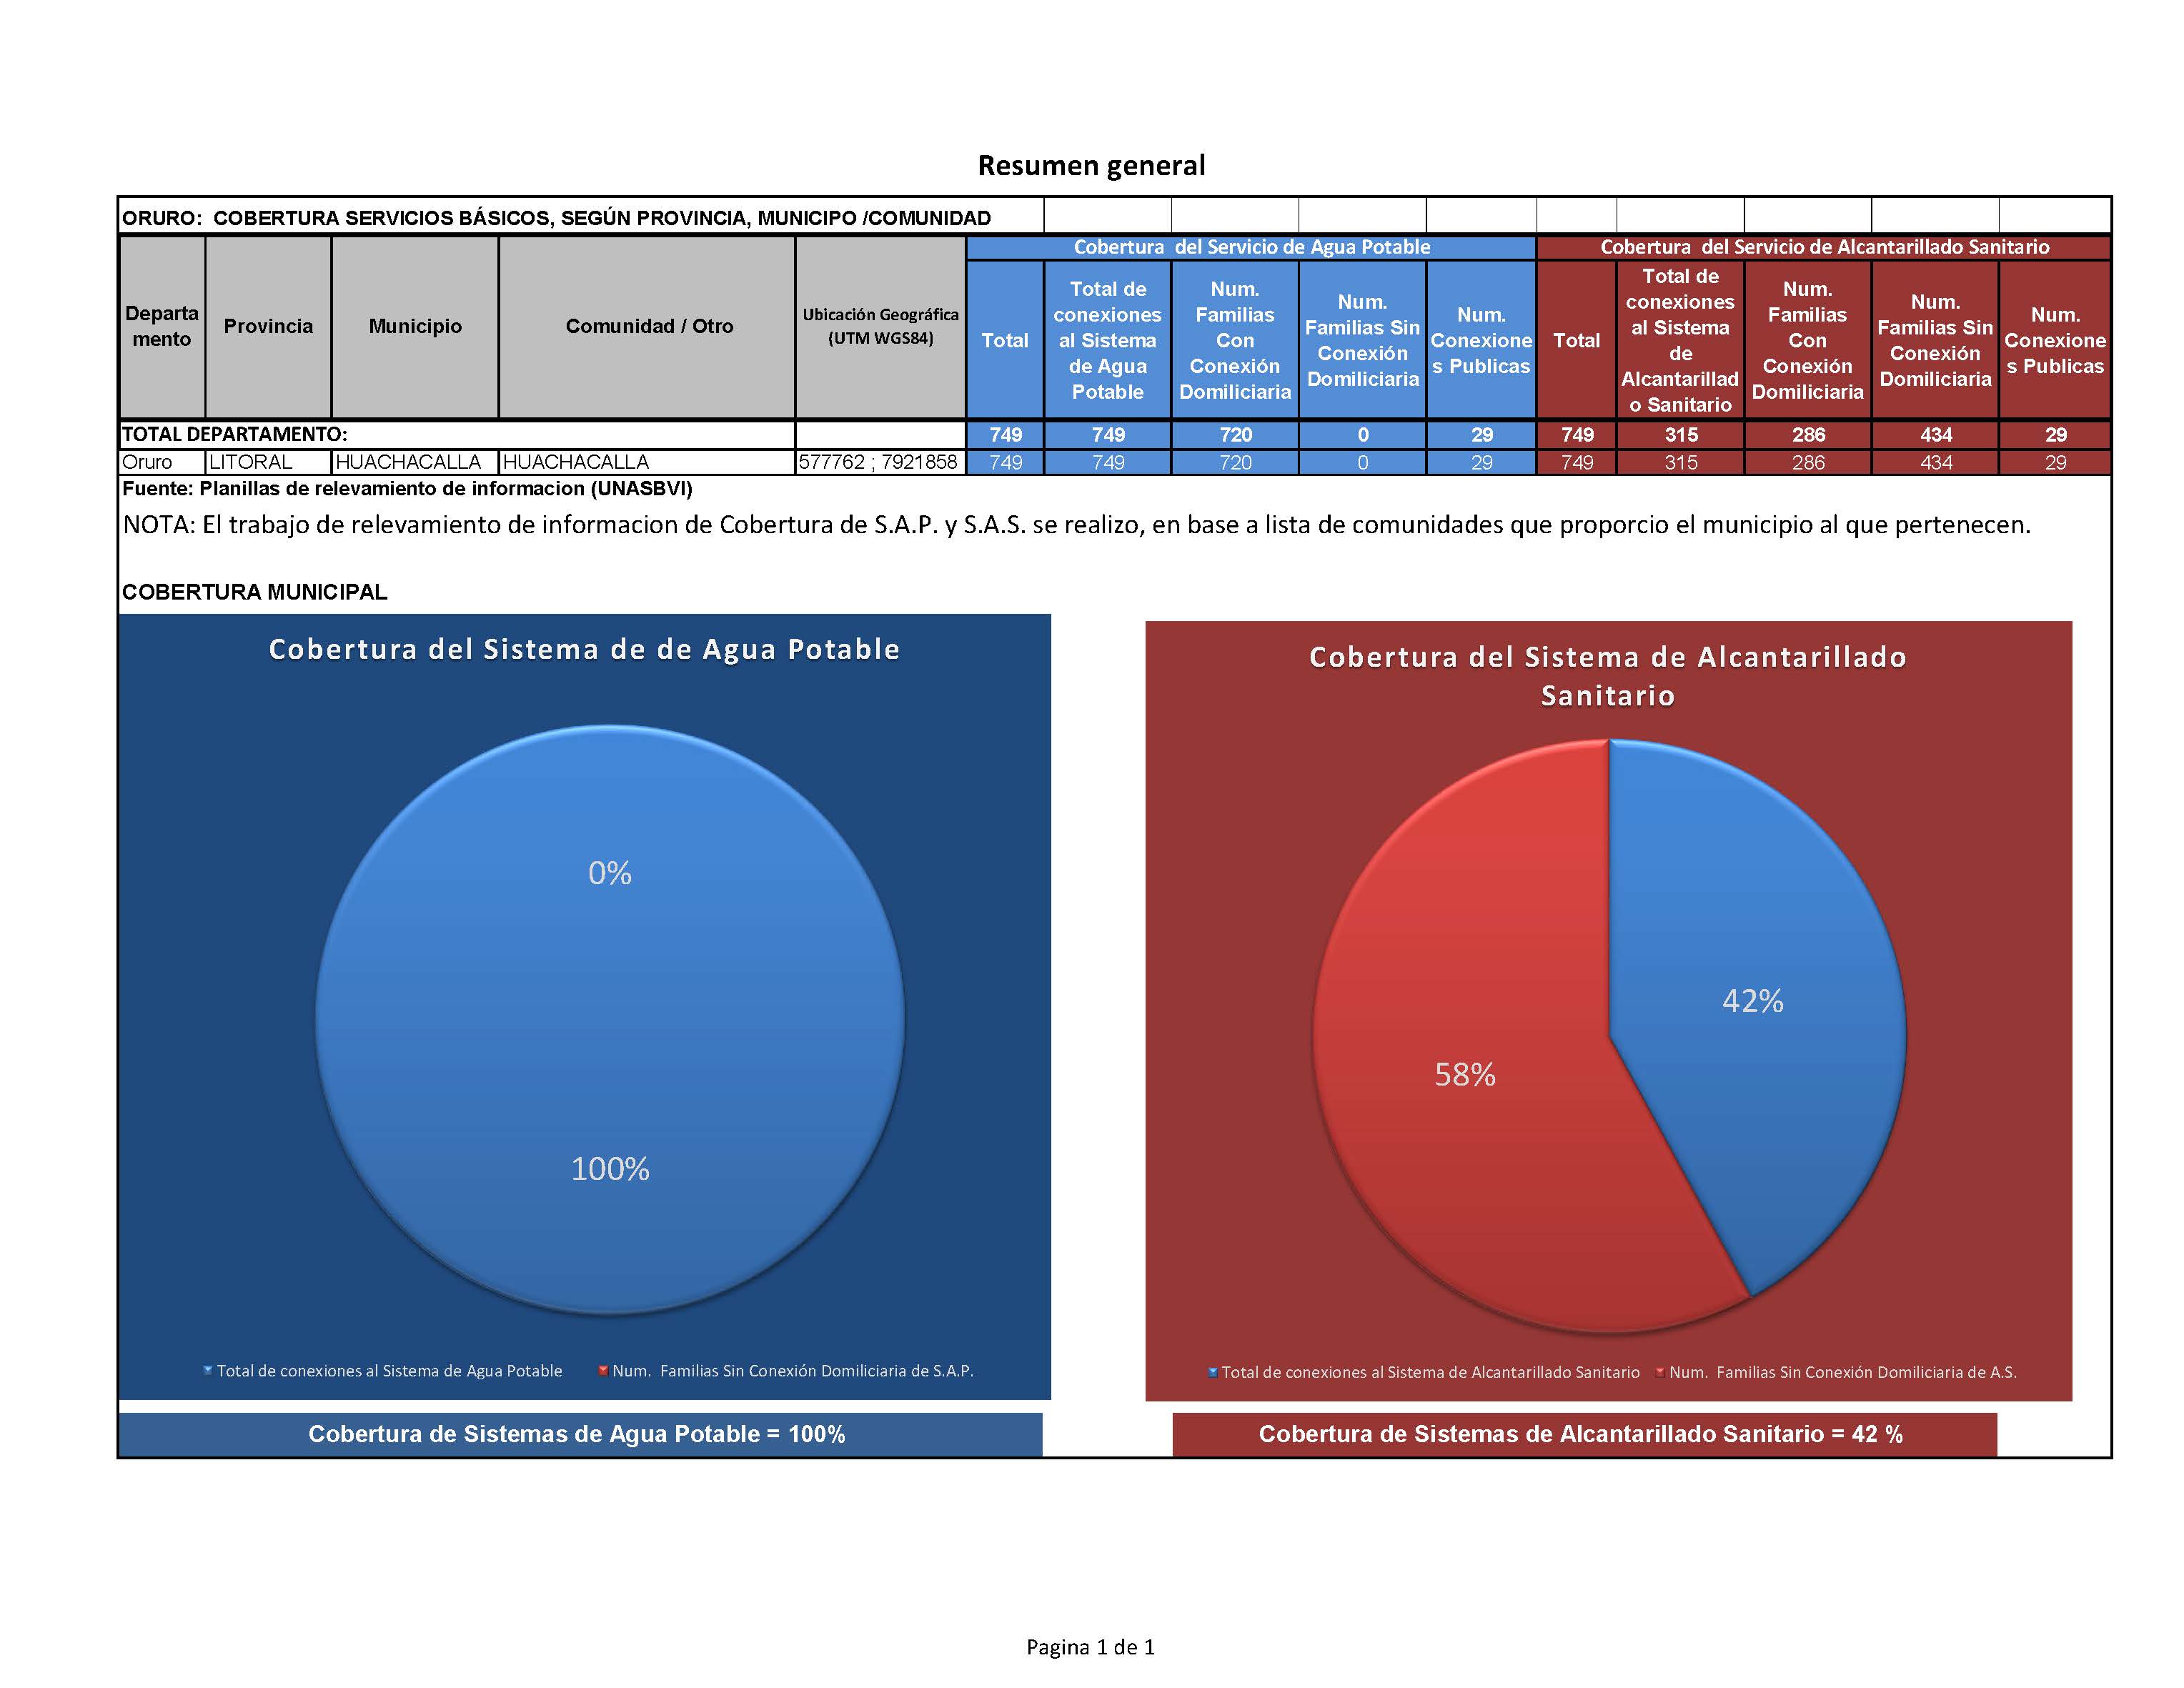 Resumen general
ORURO: COBERTURA SERVICIOS BÁSICOS, SEGÚN PROVINCIA, MUNICIPO /COMUNIDAD
Departa
mento
Provincia
Municipio
Comunidad / Otro
Ubicación Geográfica
(UTM WGS84)
Cobertura del Servicio de Agua Potable
Total
Total de
conexiones
al Sistema
de Agua
Potable
Num.
Familias
Con
Conexión
Domiliciaria
Num.
Familias Sin
Conexión
Domiliciaria
Num.
Conexione
s Publicas
Cobertura del Servicio de Alcantarillado Sanitario
Total
Total de
conexiones
al Sistema
de
Alcantarillad
o Sanitario
Num.
Familias
Con
Conexión
Domiliciaria
Num.
Familias Sin
Conexión
Domiliciaria
Num.
Conexione
s Publicas
TOTAL DEPARTAMENTO: 749 749 720 0 29 749 315 286 434 29
Oruro LITORAL HUACHACALLA HUACHACALLA 577762 ; 7921858 749 749 720 0 29 749 315 286 434 29
Fuente: Planillas de relevamiento de informacion (UNASBVI)
NOTA: El trabajo de relevamiento de informacion de Cobertura de S.A.P. y S.A.S. se realizo, en base a lista de comunidades que proporcio el municipio al que pertenecen.
COBERTURA MUNICIPAL
Cobertura del Sistema de de Agua Potable
0%
100%
Total de conexiones al Sistema de Agua Potable
Num. Familias Sin Conexión Domiliciaria de S.A.P.
Cobertura de Sistemas de Agua Potable = 100%
Cobertura del Sistema de Alcantarillado
Sanitario
42%
58%
Total de conexiones al Sistema de Alcantarillado Sanitario
Num. Familias Sin Conexión Domiliciaria de A.S.
Cobertura de Sistemas de Alcantarillado Sanitario = 42 %
Pagina 1 de 1